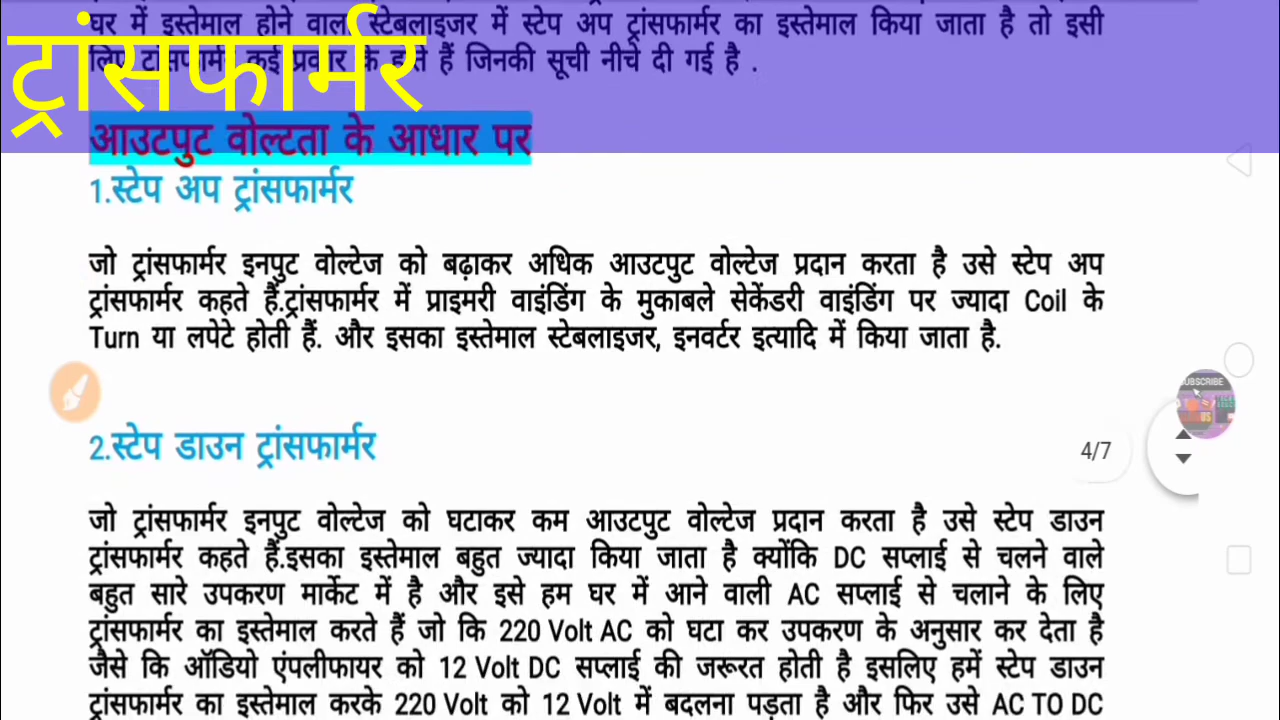 घर में इस्तेमाल होने वाले स्टेबलाइजर में स्टेप अप ट्रांसफार्मर का इस्तेमाल किया जाता है तो इसी
लिए ट्रांसफार्मर कई प्रकार के होते हैं जिनकी सूची नीचे दी गई है .
ट्रांसफार्मर
आउटपुट वोल्टता के आधार पर
1.स्टेप अप ट्रांसफार्मर
जो ट्रांसफार्मर इनपुट वोल्टेज को बढ़ाकर अधिक आउटपुट वोल्टेज प्रदान करता है उसे स्टेप अप
ट्रांसफार्मर कहते हैं.ट्रांसफार्मर में प्राइमरी वाइंडिंग के मुकाबले सेकेंडरी वाइंडिंग पर ज्यादा Coil के
Turn या लपेटे होती हैं. और इसका इस्तेमाल स्टेबलाइजर, इनवर्टर इत्यादि में किया जाता है.
SUBSCRIBE
2.स्टेप डाउन ट्रांसफार्मर
4/7
जो ट्रांसफार्मर इनपुट वोल्टेज को घटाकर कम आउटपुट वोल्टेज प्रदान करता है उसे स्टेप डाउन
ट्रांसफार्मर कहते हैं.इसका इस्तेमाल बहुत ज्यादा किया जाता है क्योंकि DC सप्लाई से चलने वाले
बहुत सारे उपकरण मार्केट में है और इसे हम घर में आने वाली AC सप्लाई से चलाने के लिए
ट्रांसफार्मर का इस्तेमाल करते हैं जो कि 220 Volt AC को घटा कर उपकरण के अनुसार कर देता है
जैसे कि ऑडियो एंपलीफायर को 12 Volt DC सप्लाई की जरूरत होती है इसलिए हमें स्टेप डाउन
ट्रांसफार्मर का इस्तेमाल करके 220 Volt को 12 Volt में बदलना पड़ता है और फिर उसे AC TO DC